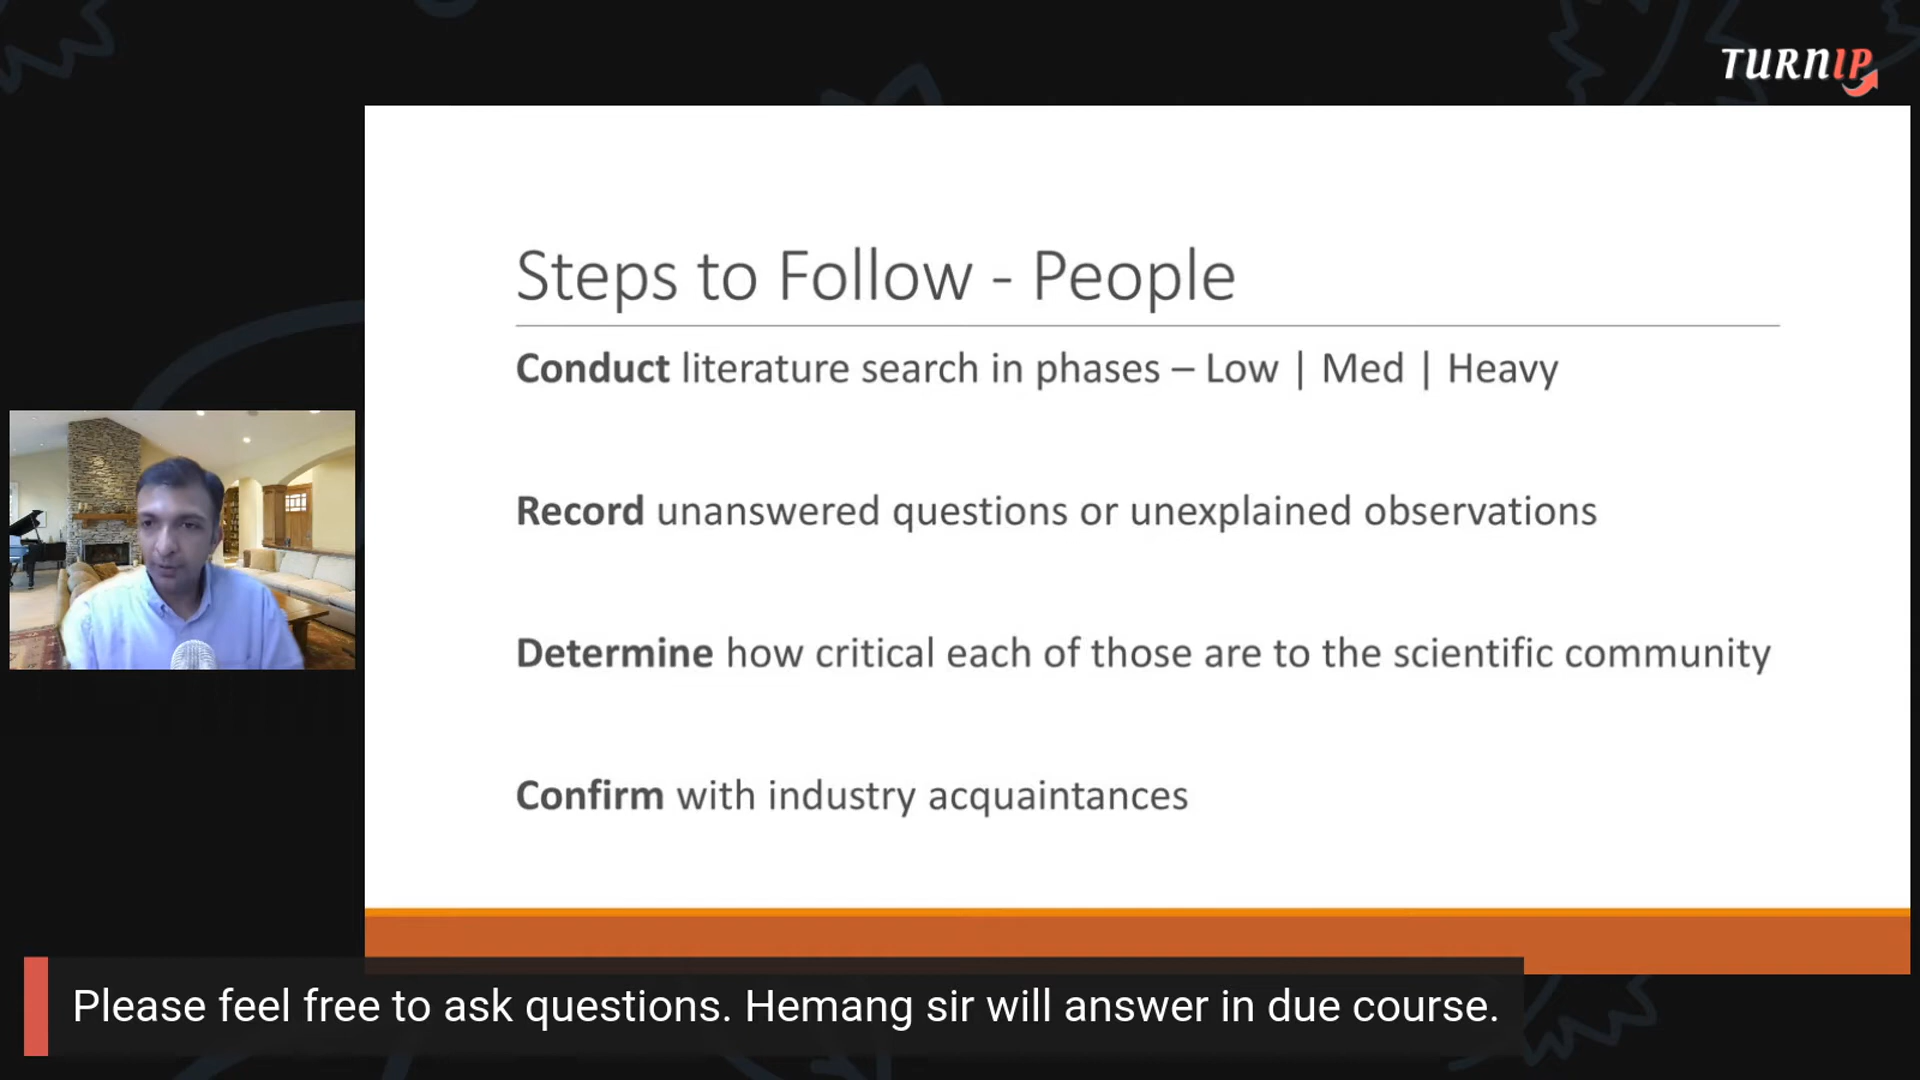 TURNIP
Steps to Follow - People
Conduct literature search in phases – Low | Med | Heavy
Record unanswered questions or unexplained observations
Determine how critical each of those are to the scientific community
Confirm with industry acquaintances
Please feel free to ask questions. Hemang sir will answer in due course.